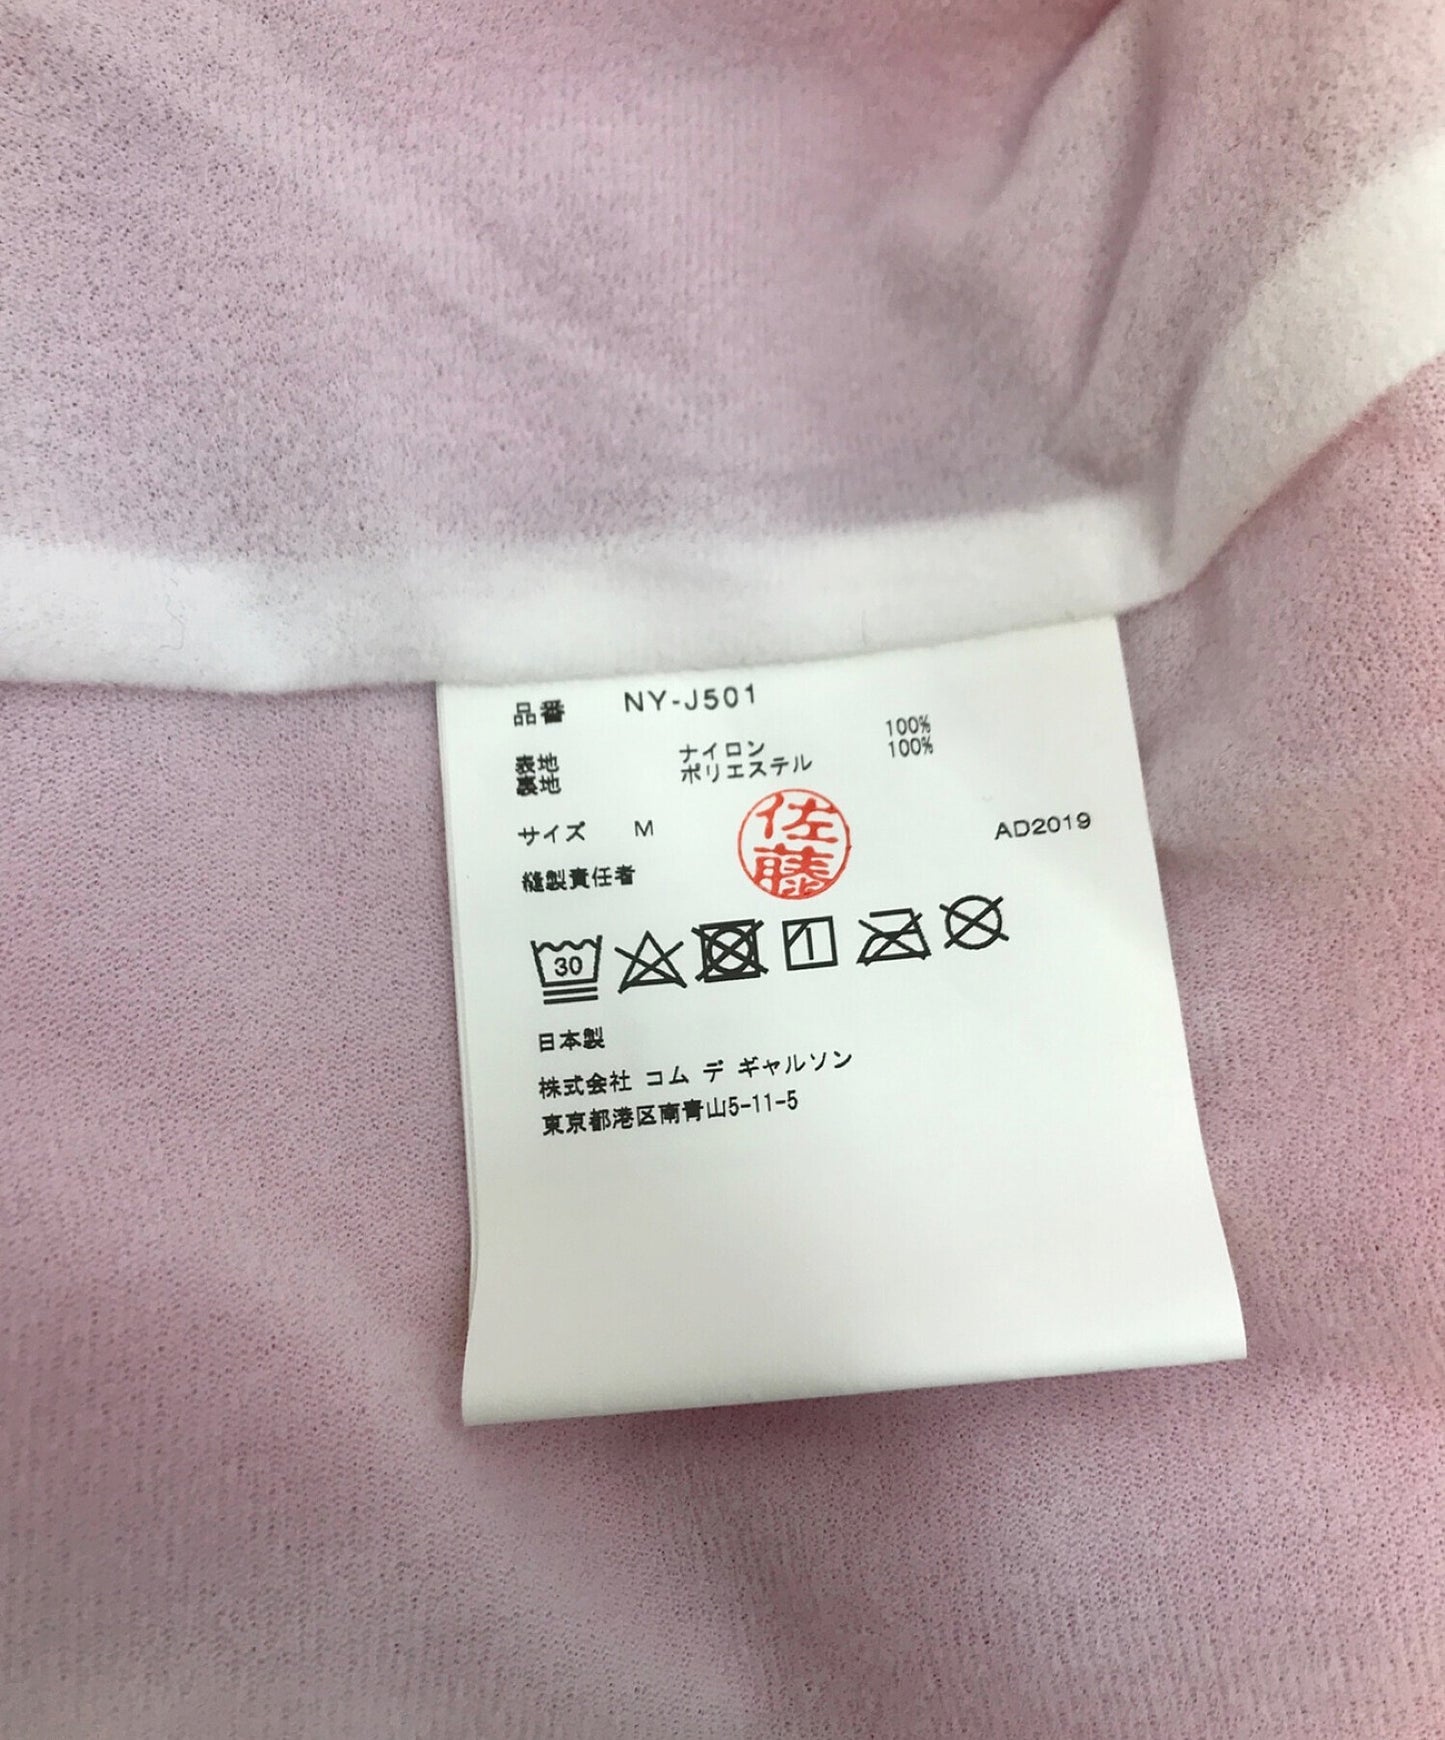 品番 NY-J501
表地 ナイロン 100%
裏地 ポリエステル 100%
サイズ M 佐藤 AD2019
縫製責任者
30
日本製
株式会社 コム デ ギャルソン
東京都港区南青山5-11-5